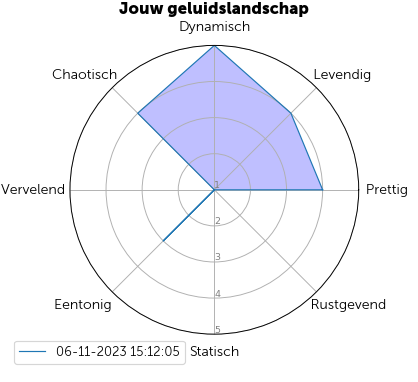 Jouw geluidslandschap
Dynamisch
Chaotisch
Levendig
Vervelend
1
Prettig
2
3
4
Eentonig
Rustgevend
5
06-11-2023 15:12:05
Statisch